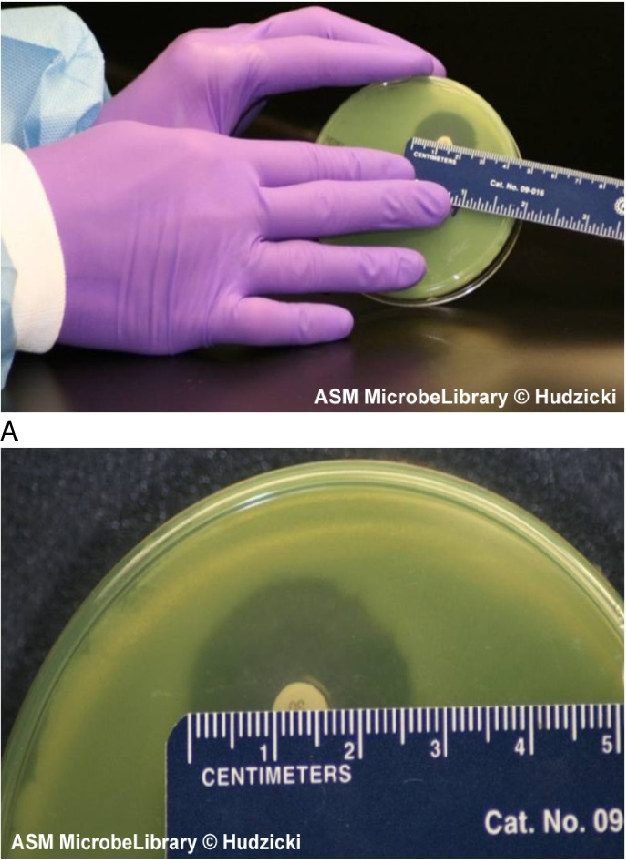 CENTIMETERS
Cat. No. 09-016
ASM MicrobeLibrary © Hudzicki
A
1 2 3 4 5
CENTIMETERS
Cat. No. 09
ASM MicrobeLibrary © Hudzicki